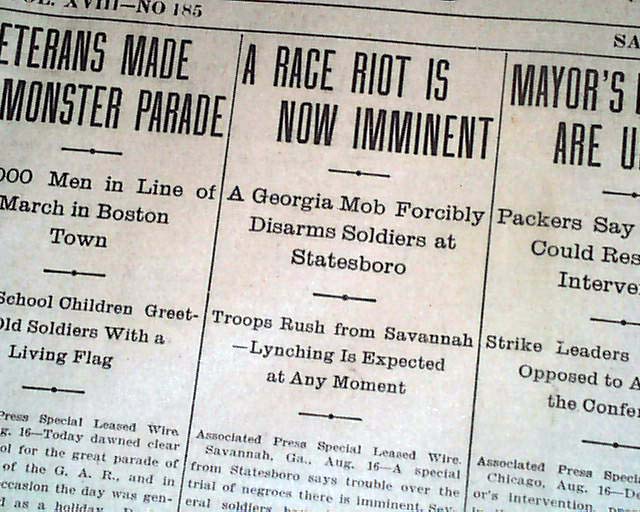 XVIII—NO 185
SA
ETERANS MADE
MONSTER PARADE
000 Men in Line of
March in Boston
Town
School Children Greet-
Old Soldiers With a
Living Flag
Press Special Leased Wire.
g. 16—Today dawned clear
ol for the great parade of
of the G. A. R., and in
occasion the day was gen-
d as a holiday.
A RACE RIOT IS
NOW IMMINENT
A Georgia Mob Forcibly
Disarms Soldiers at
Statesboro
Troops Rush from Savannah
—Lynching Is Expected
at Any Moment
Associated Press Special Leased Wire.
Savannah, Ga., Aug. 16—A special
from Statesboro says trouble over the
trial of negroes there is imminent. Sev-
eral soldiers
MAYOR'S
ARE U
Packers Say
Could Res
Interve
Strike Leaders
Opposed to A
the Confe
Associated Press Speci
Chicago, Aug. 16—De
or's intervention,